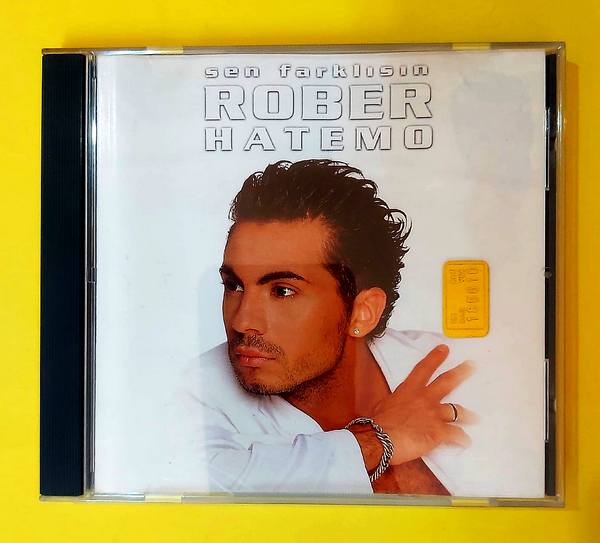 sen farklısın
ROBER
HATEMO